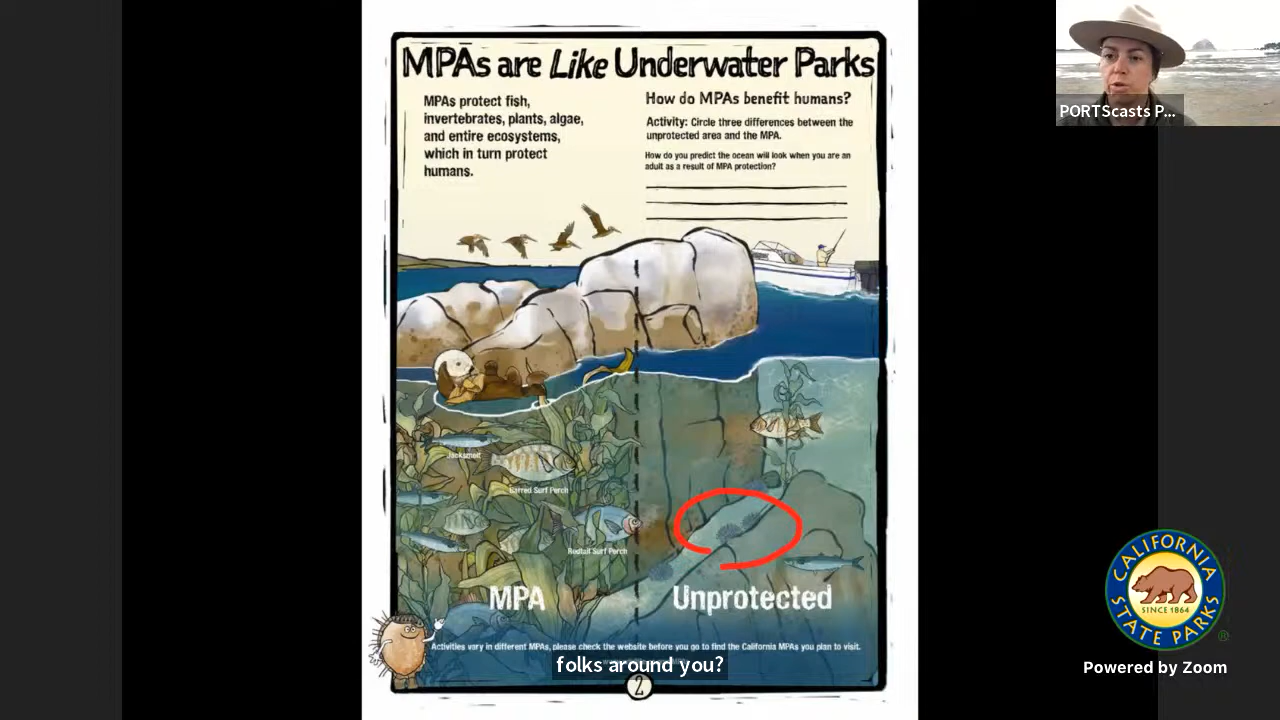 MPAs are Like Underwater Parks
MPAs protect fish,
invertebrates, plants, algae,
and entire ecosystems,
which in turn protect
humans.
How do MPAs benefit humans?
Activity: Circle three differences between the
unprotected area and the MPA.
How do you predict the ocean will look when you are an
adult as a result of MPA protection?
PORTScasts P...
Jacksmelt
Barred Surf Perch
Redtail Surf Perch
MPA
Unprotected
Activities vary in different MPAs, please check the website before you go to find the California MPAs you plan to visit.
folks around you?
2
CALIFORNIA
SINCE 1864
STATE PARKS
®
Powered by Zoom